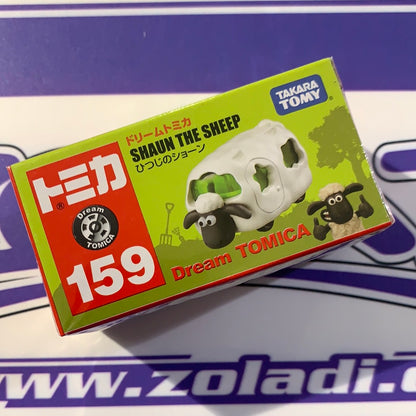 TAKARA
TOMY
ドリームトミカ
SHAUN THE SHEEP
ひつじのショーン
トミカ
®
Dream
TOMICA
159
Dream TOMICA
www.zoladi.c